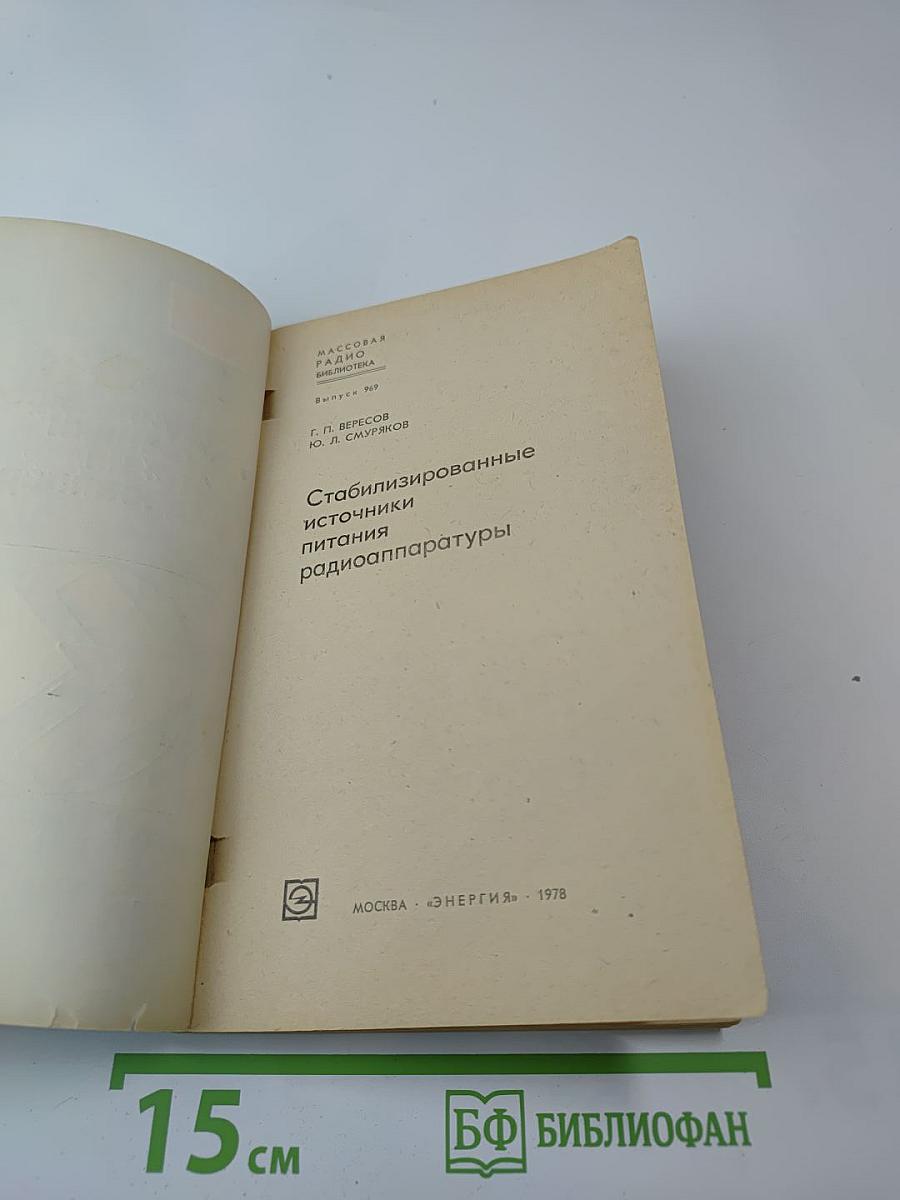 МАССОВАЯ
РАДИО
БИБЛИОТЕКА
Выпуск 969
Г. П. ВЕРЕСОВ
Ю. Л. СМУРЯКОВ
Стабилизированные
источники
питания
радиоаппаратуры
Э
МОСКВА · «ЭНЕРГИЯ» · 1978
15 см
БФ БИБЛИОФАН